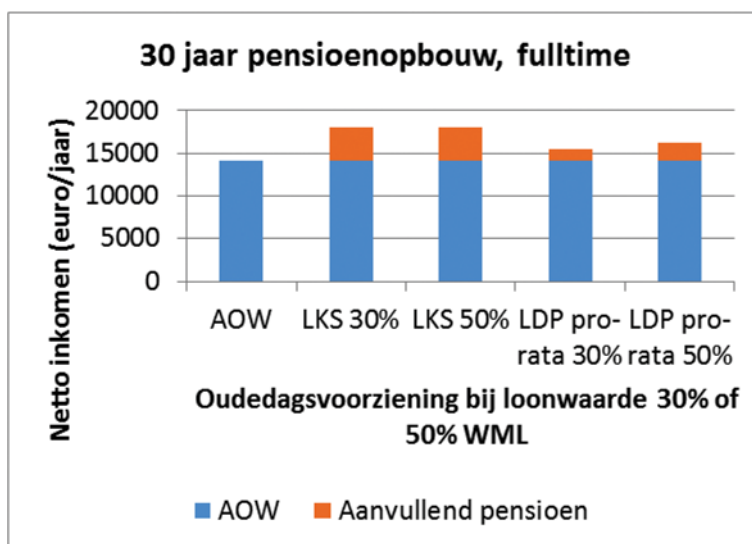 30 jaar pensioenopbouw, fulltime
Netto inkomen (euro/jaar)
20000
15000
10000
5000
0
AOW
LKS 30%
LKS 50%
LDP pro-
rata 30%
LDP pro-
rata 50%
Oudedagsvoorziening bij loonwaarde 30% of
50% WML
AOW
Aanvullend pensioen